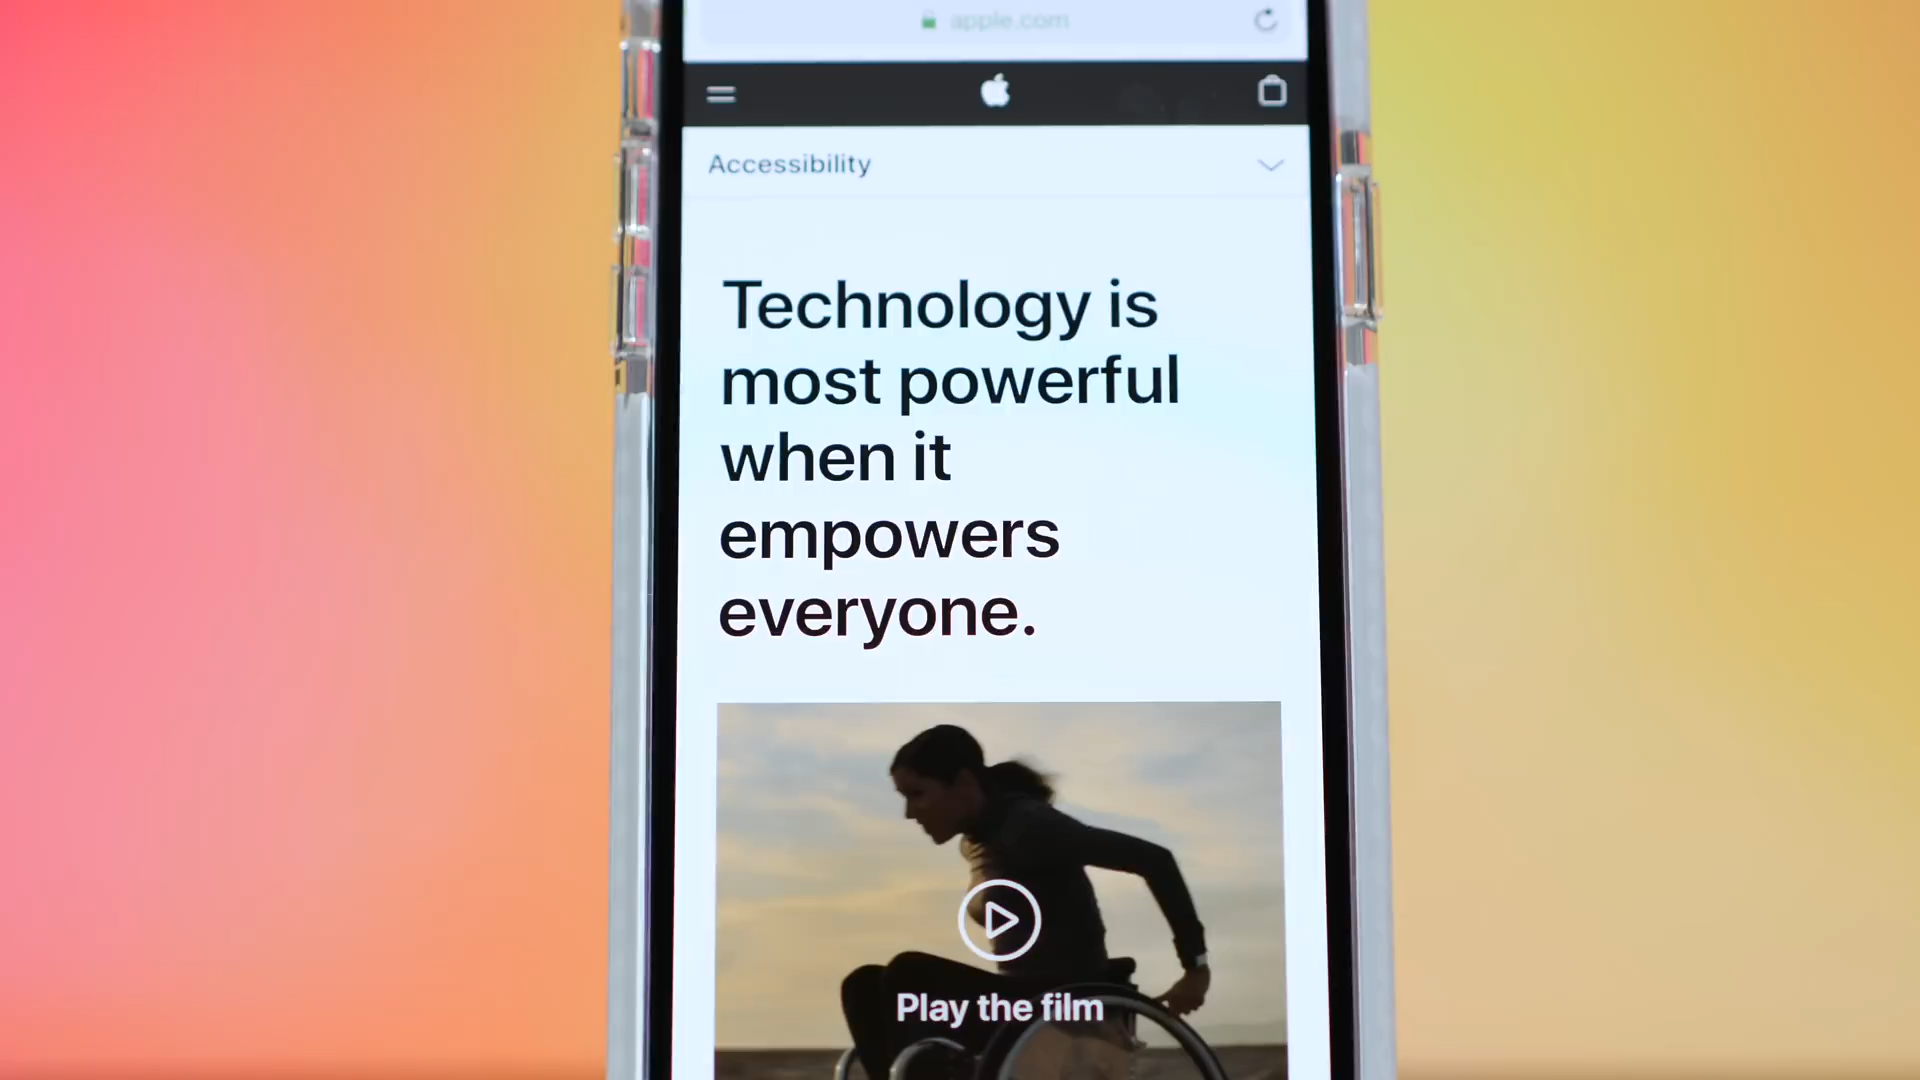 apple.com
Accessibility
Technology is
most powerful
when it
empowers
everyone.
Play the film